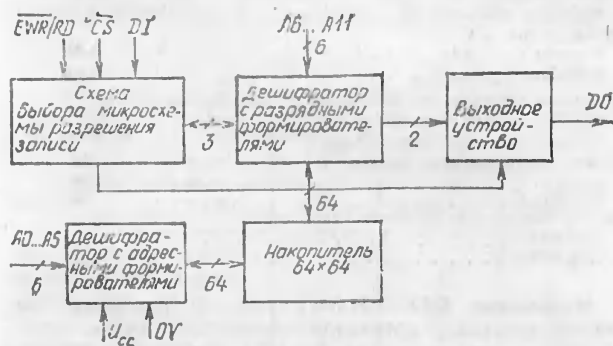 EWR/RD CS DI
A6...A11
6
Схема
выбора микросхе-
мы разрешения
записи
3
Дешифратор
с разрядными
формировате-
лями
2
Выходное
устрой-
ство
DO
64
A0...A5
6
Дешифра-
тор с адрес-
ными форми-
рователями
64
Накопитель
64×64
Ucc 0V